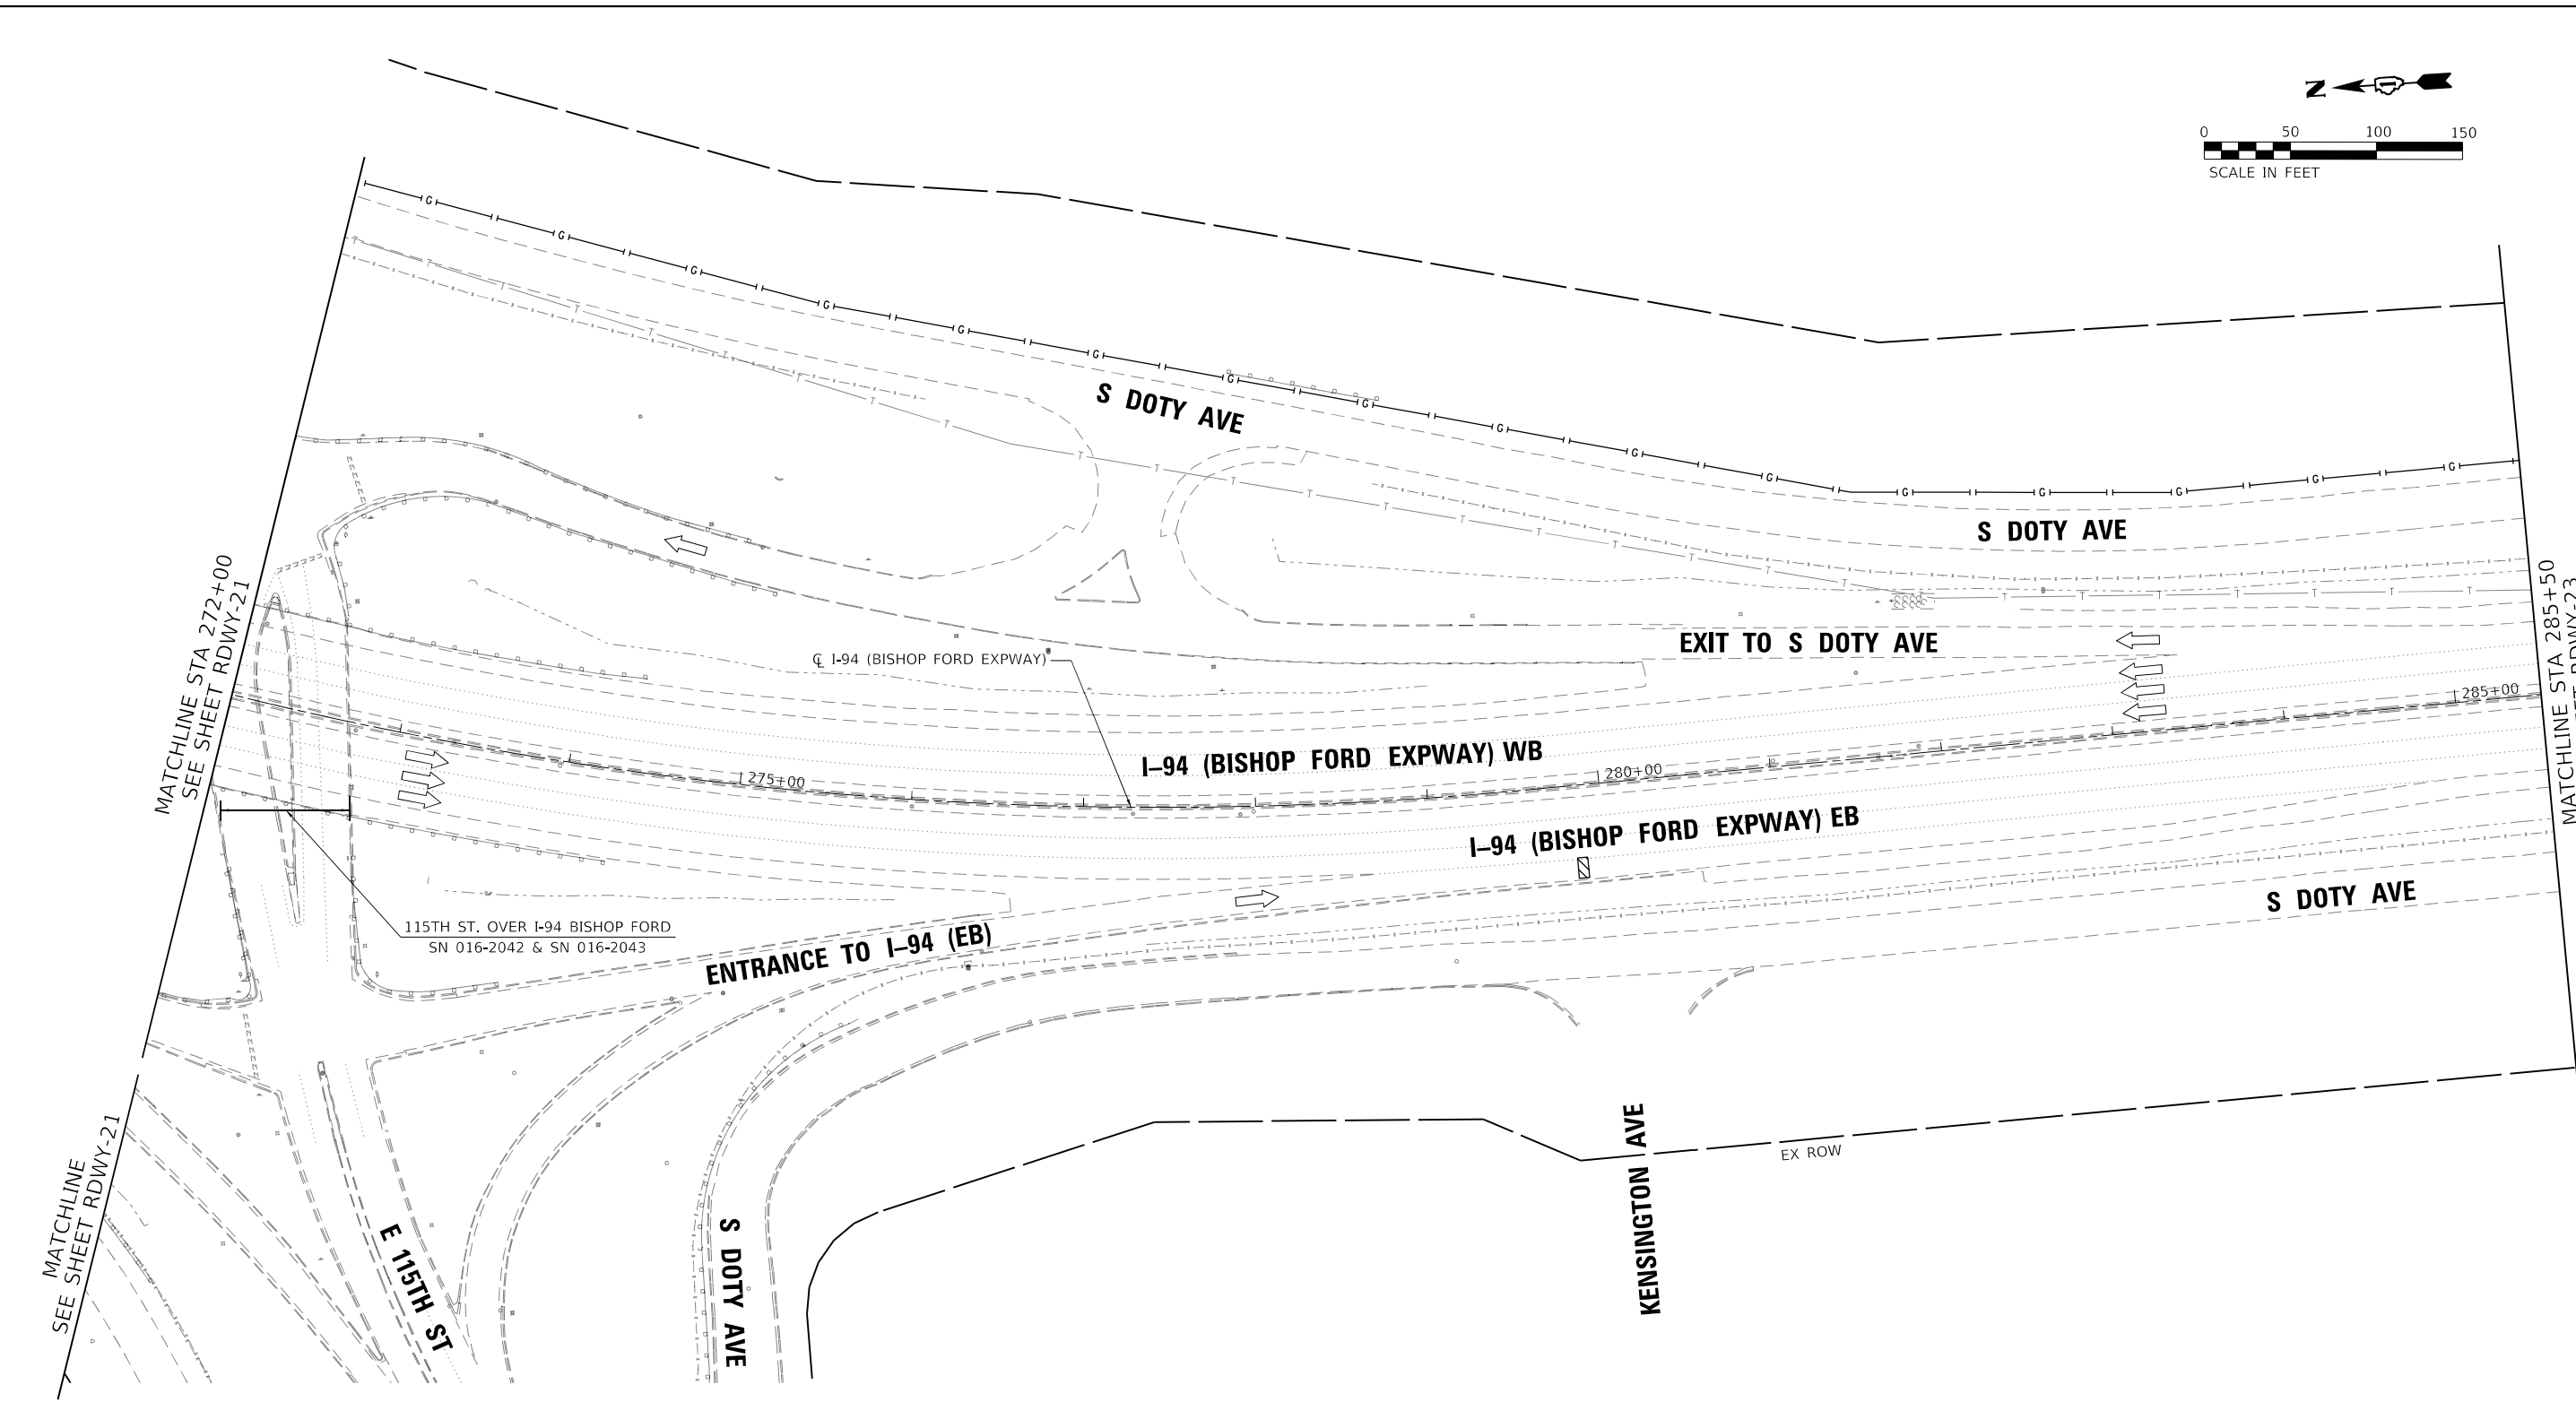 N
0 50 100 150
SCALE IN FEET
S DOTY AVE
S DOTY AVE
EXIT TO S DOTY AVE
℄ I-94 (BISHOP FORD EXPWAY)
MATCHLINE STA 272+00
SEE SHEET RDWY-21
MATCHLINE STA 285+50
285+00
I-94 (BISHOP FORD EXPWAY) WB
275+00
280+00
I-94 (BISHOP FORD EXPWAY) EB
S DOTY AVE
115TH ST. OVER I-94 BISHOP FORD
SN 016-2042 & SN 016-2043
ENTRANCE TO I-94 (EB)
MATCHLINE
SEE SHEET RDWY-21
E 115TH ST
S DOTY AVE
KENSINGTON AVE
EX ROW